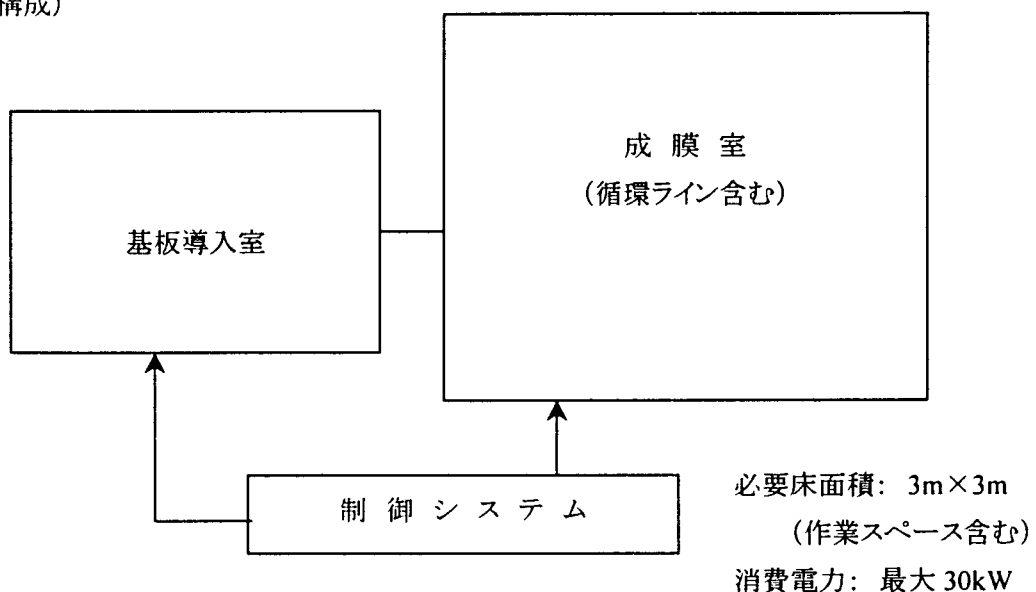 構成）
成 膜 室
（循環ライン含む）
基板導入室
制 御 シ ス テ ム
必要床面積： 3m×3m
（作業スペース含む）
消費電力： 最大 30kW